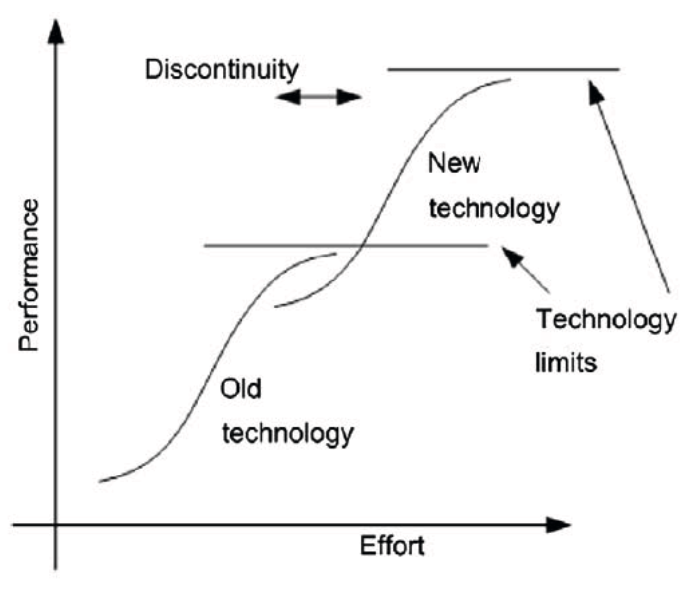 Discontinuity
New
technology
Performance
Technology
limits
Old
technology
Effort